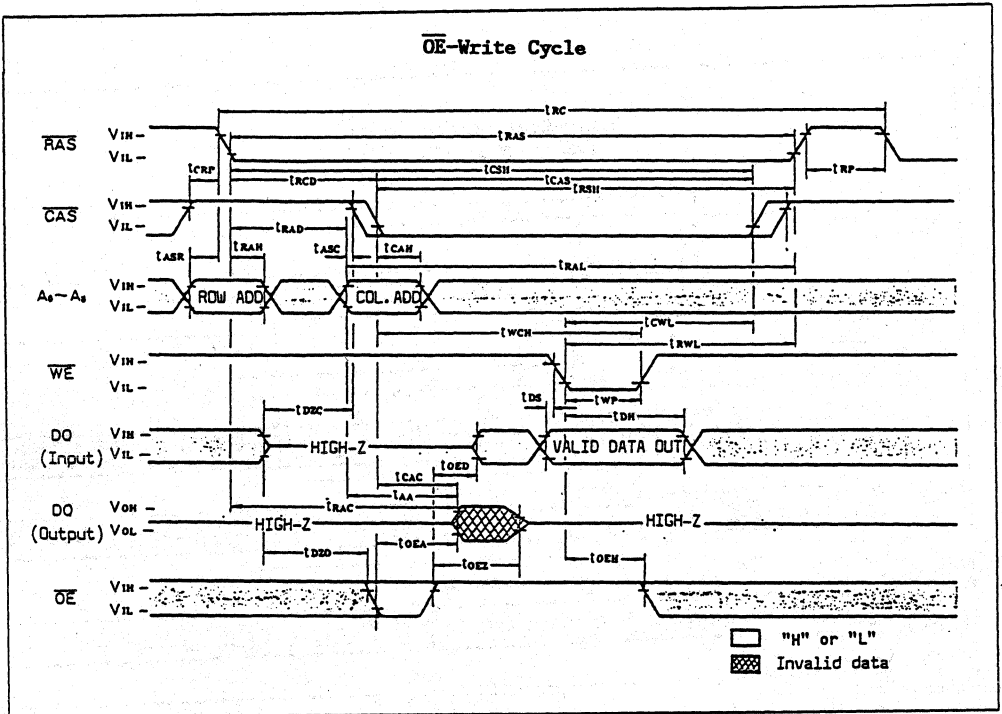 OE-Write Cycle
tRC
RAS
VIH
VIL
tRAS
tRP
tCRP
tCSH
tRCD
tCAS
tRSH
CAS
VIH
VIL
tRAD
tASR
tRAH
tASC
tCAH
tRAL
A0~A8
VIH
VIL
ROW ADD
COL. ADD
tCWL
tWCH
tRWL
WE
VIH
VIL
tDS
tWP
tDZC
tDH
DQ
(Input)
VIH
VIL
HIGH-Z
VALID DATA OUT
tOED
tCAC
tAA
tRAC
DQ
(Output)
VOH
VOL
HIGH-Z
HIGH-Z
tDZO
tOEA
tOEZ
tOEH
OE
VIH
VIL
"H" or "L"
Invalid data